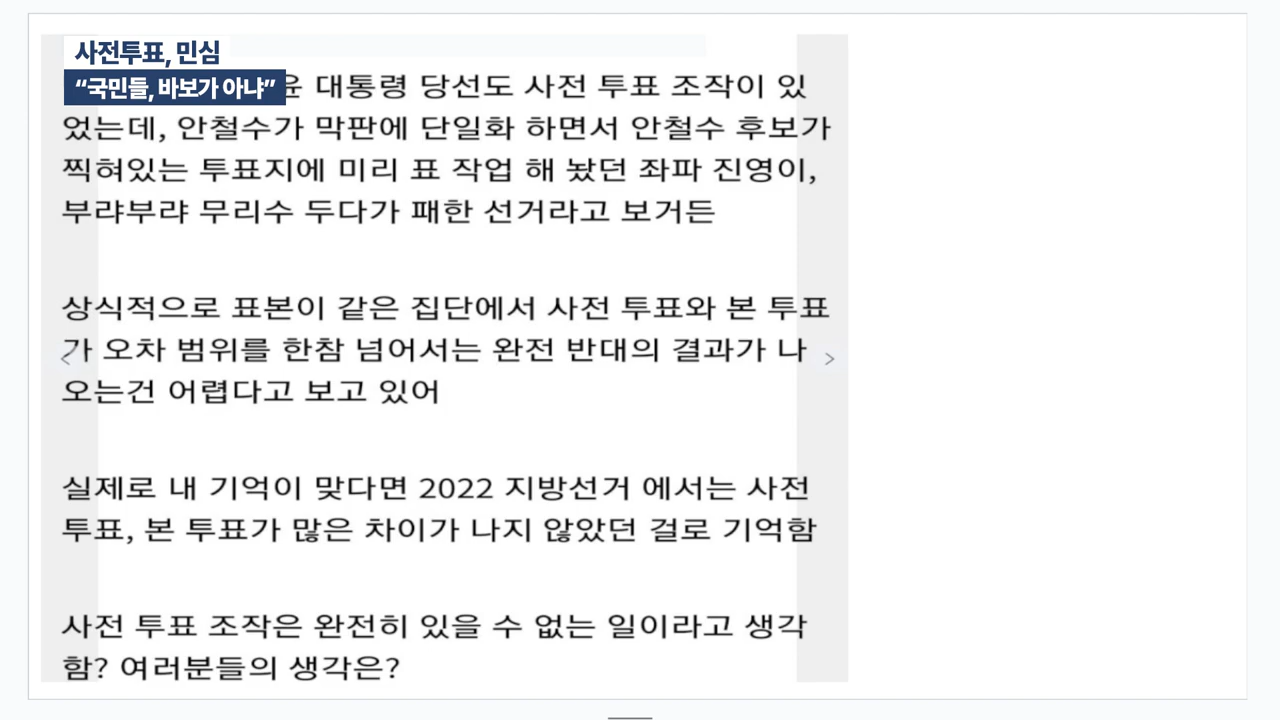 사전투표, 민심
“국민들, 바보가 아냐”
윤 대통령 당선도 사전 투표 조작이 있
었는데, 안철수가 막판에 단일화 하면서 안철수 후보가
찍혀있는 투표지에 미리 표 작업 해 놨던 좌파 진영이,
부랴부랴 무리수 두다가 패한 선거라고 보거든
상식적으로 표본이 같은 집단에서 사전 투표와 본 투표
가 오차 범위를 한참 넘어서는 완전 반대의 결과가 나
오는건 어렵다고 보고 있어
실제로 내 기억이 맞다면 2022 지방선거 에서는 사전
투표, 본 투표가 많은 차이가 나지 않았던 걸로 기억함
사전 투표 조작은 완전히 있을 수 없는 일이라고 생각
함? 여러분들의 생각은?